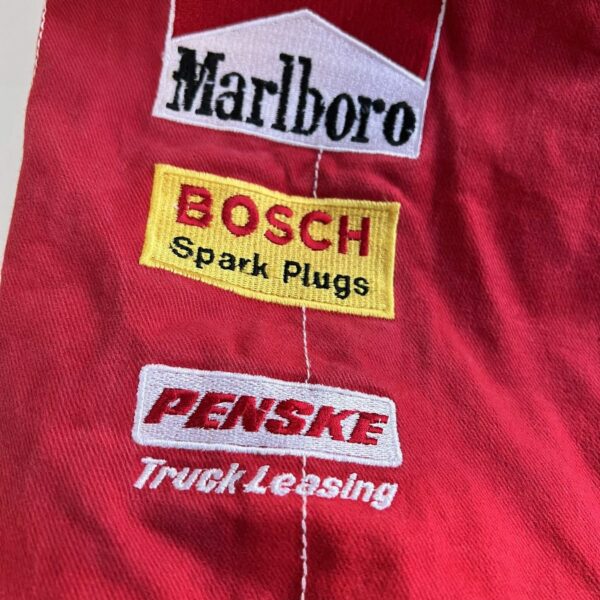 Marlboro
BOSCH
Spark Plugs
PENSKE
Truck Leasing